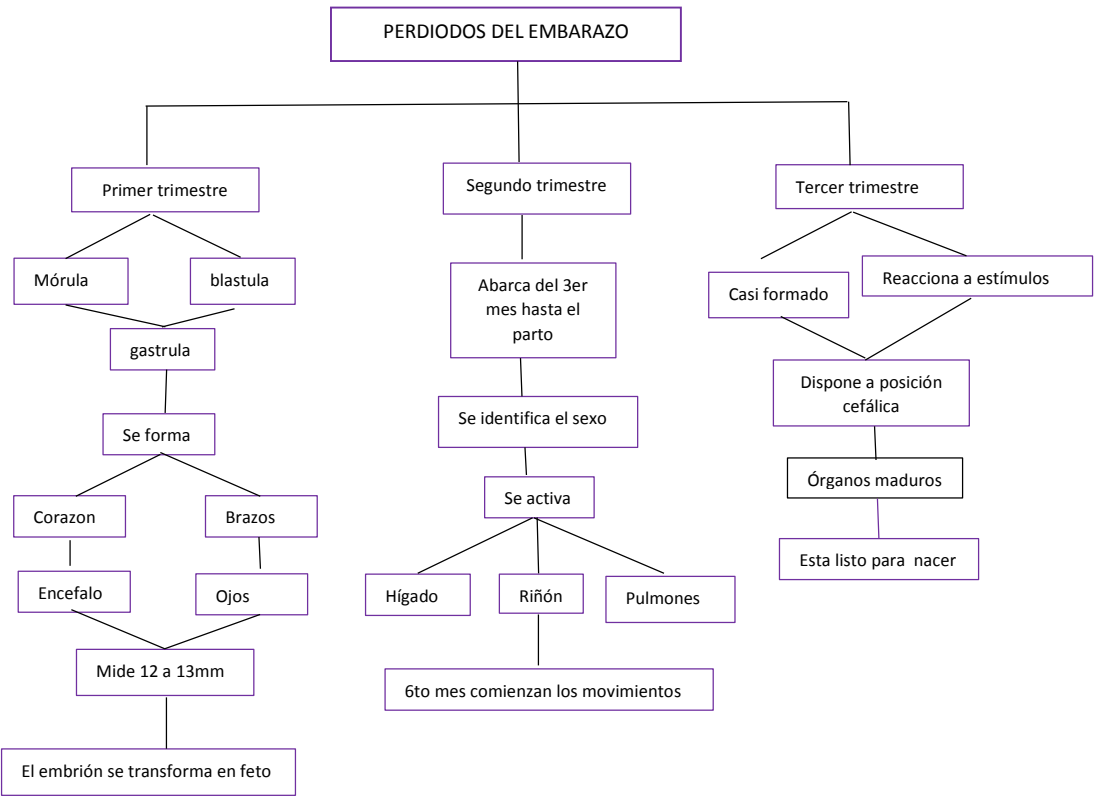 PERDIODOS DEL EMBARAZO
Primer trimestre
Mórula
blastula
gastrula
Se forma
Corazon
Brazos
Encefalo
Ojos
Mide 12 a 13mm
El embrión se transforma en feto
Segundo trimestre
Abarca del 3er
mes hasta el
parto
Se identifica el sexo
Se activa
Hígado
Riñón
Pulmones
6to mes comienzan los movimientos
Tercer trimestre
Casi formado
Reacciona a estímulos
Dispone a posición
cefálica
Órganos maduros
Esta listo para nacer